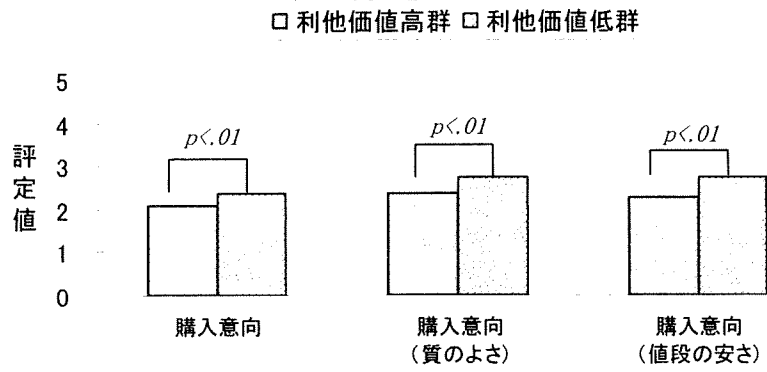 □ 利他価値高群 □ 利他価値低群
5
4
3
2
1
0
評定値
p<.01
p<.01
p<.01
購入意向
購入意向
(質のよさ)
購入意向
(値段の安さ)